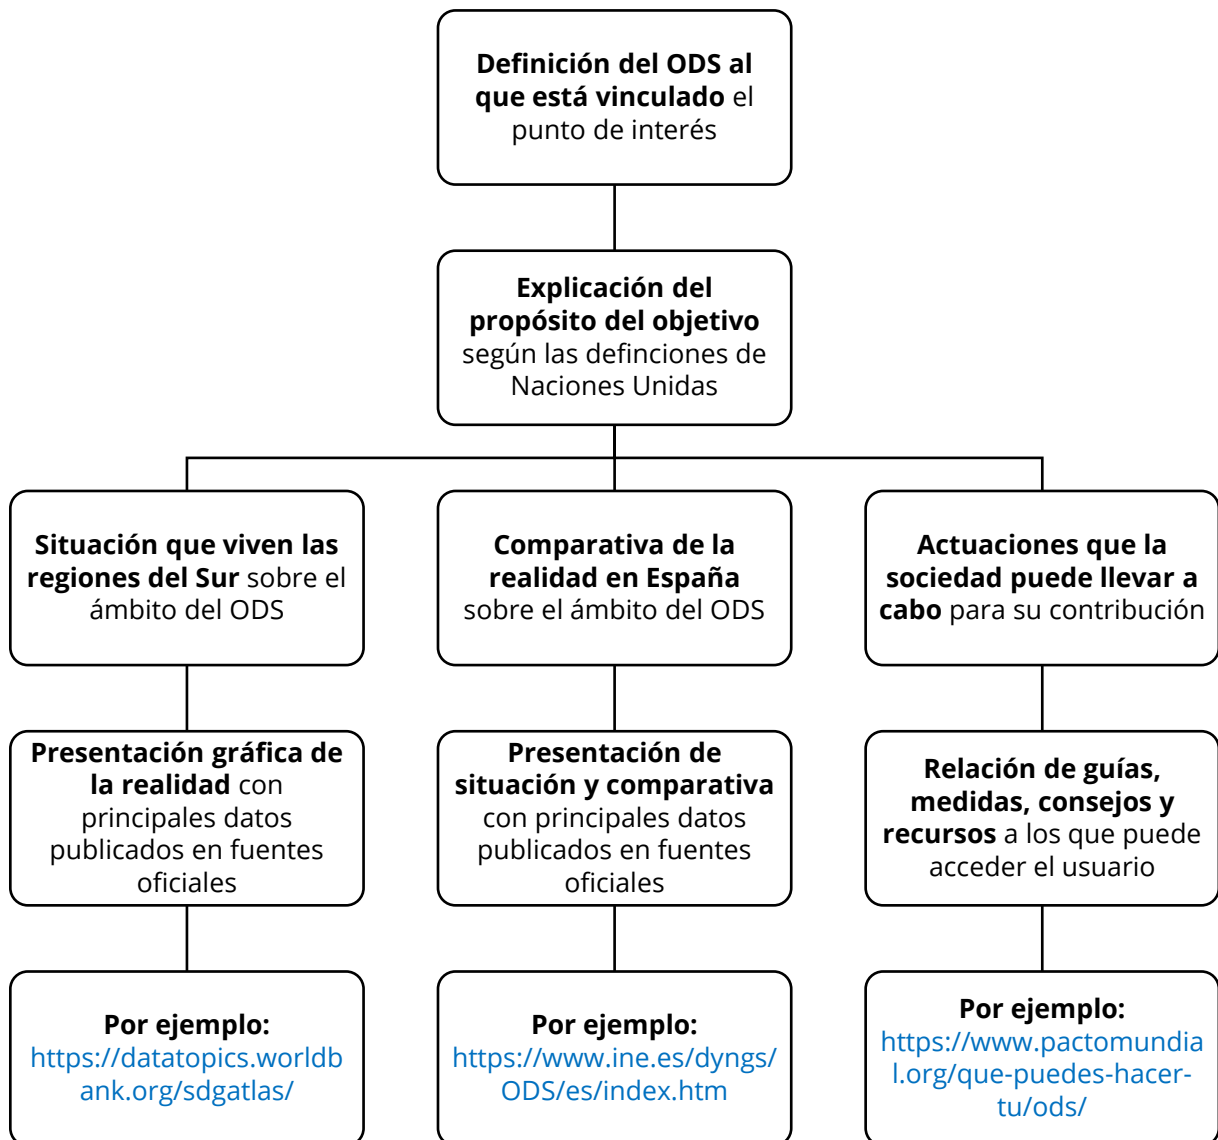 Definición del ODS al
que está vinculado el
punto de interés
Explicación del
propósito del objetivo
según las definciones de
Naciones Unidas
Situación que viven las
regiones del Sur sobre el
ámbito del ODS
Comparativa de la
realidad en España
sobre el ámbito del ODS
Actuaciones que la
sociedad puede llevar a
cabo para su contribución
Presentación gráfica de
la realidad con
principales datos
publicados en fuentes
oficiales
Presentación de
situación y comparativa
con principales datos
publicados en fuentes
oficiales
Relación de guías,
medidas, consejos y
recursos a los que puede
acceder el usuario
Por ejemplo:
https://datatopics.worldb
ank.org/sdgatlas/
Por ejemplo:
https://www.ine.es/dyngs/
ODS/es/index.htm
Por ejemplo:
https://www.pactomundia
l.org/que-puedes-hacer-
tu/ods/